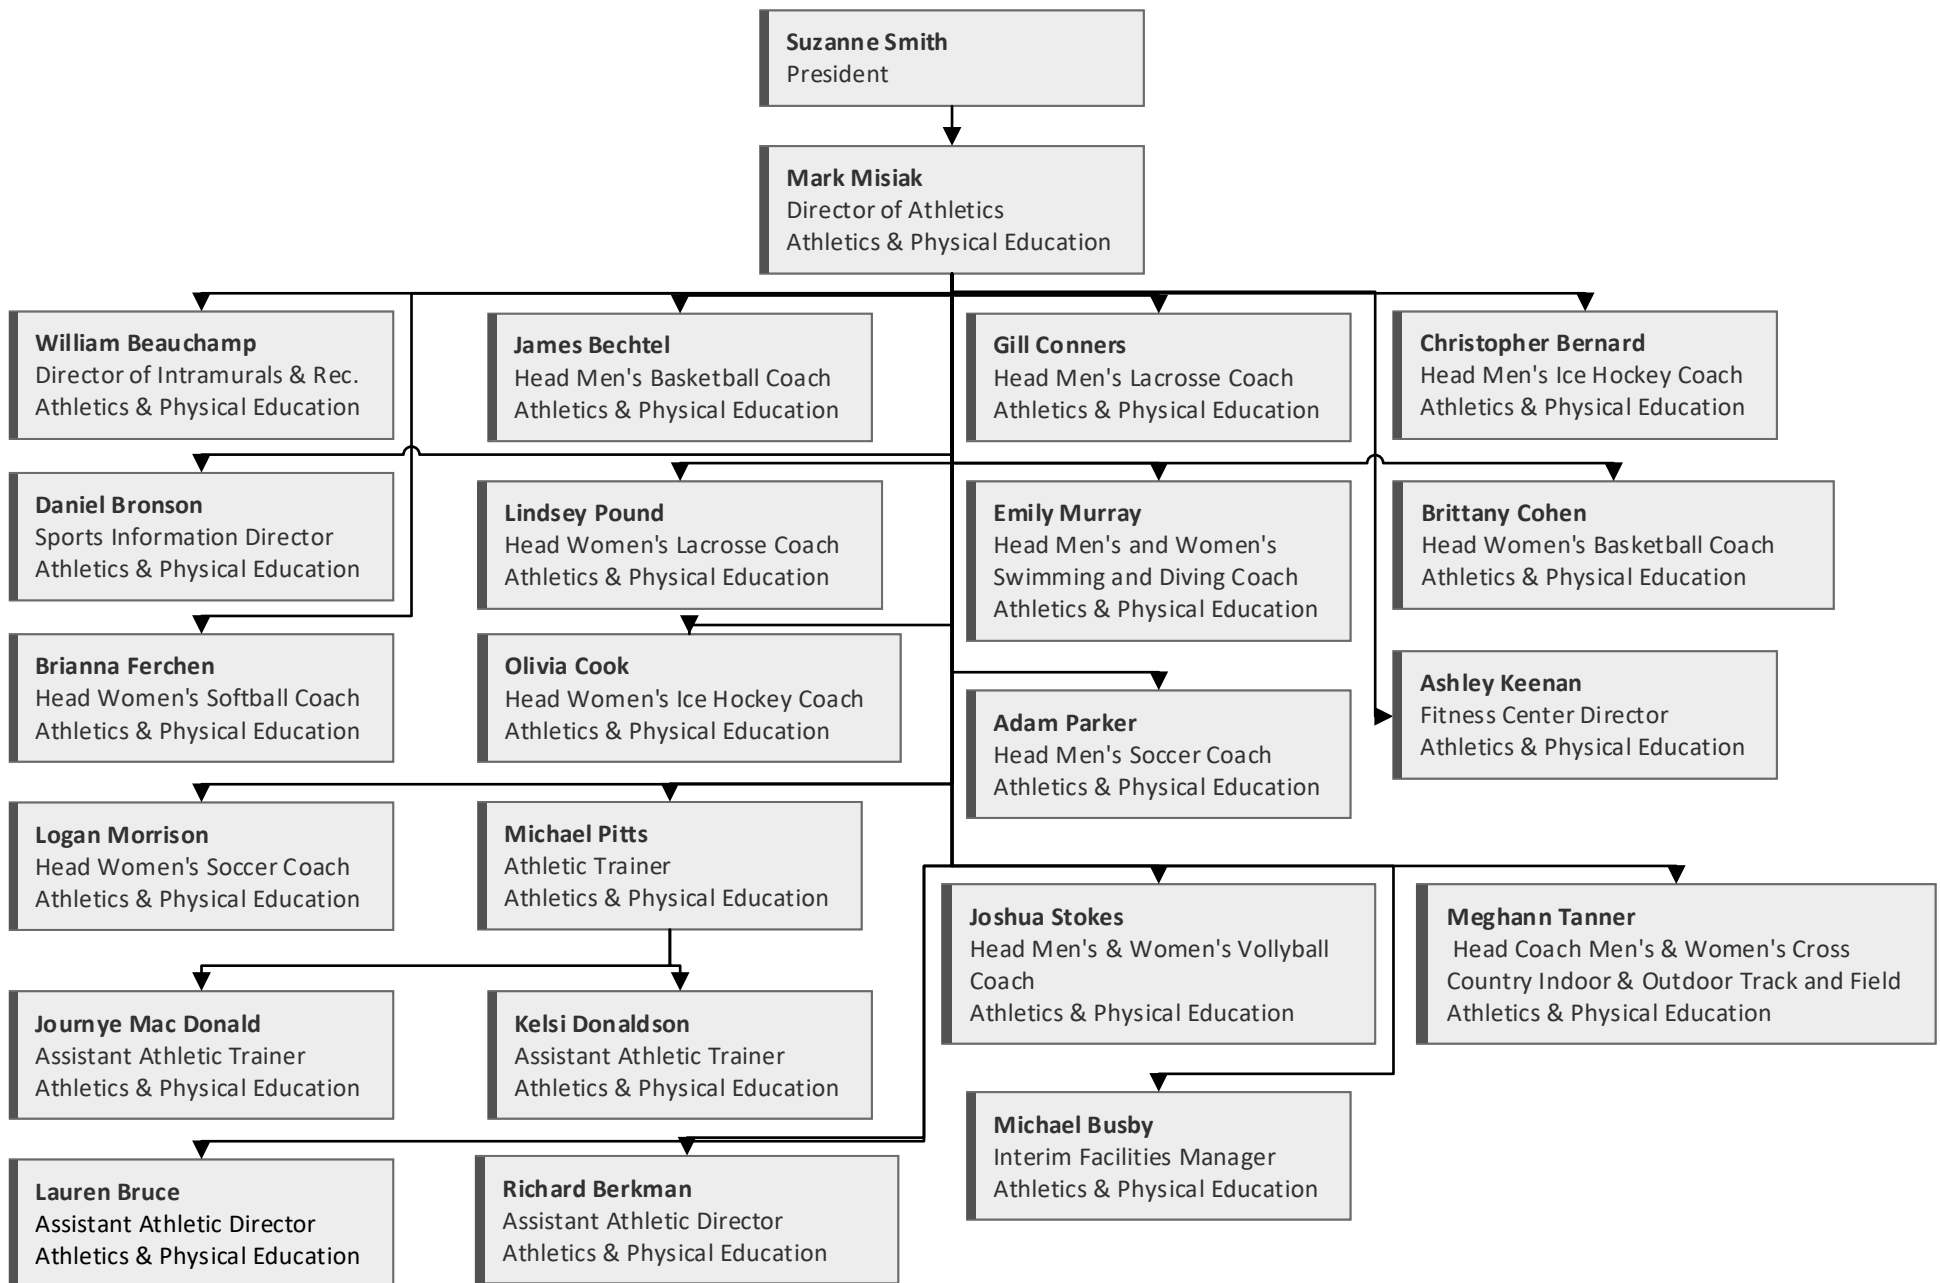 Suzanne Smith
President
Mark Misiak
Director of Athletics
Athletics & Physical Education
William Beauchamp
Director of Intramurals & Rec.
Athletics & Physical Education
James Bechtel
Head Men's Basketball Coach
Athletics & Physical Education
Gill Conners
Head Men's Lacrosse Coach
Athletics & Physical Education
Christopher Bernard
Head Men's Ice Hockey Coach
Athletics & Physical Education
Daniel Bronson
Sports Information Director
Athletics & Physical Education
Lindsey Pound
Head Women's Lacrosse Coach
Athletics & Physical Education
Emily Murray
Head Men's and Women's
Swimming and Diving Coach
Athletics & Physical Education
Brittany Cohen
Head Women's Basketball Coach
Athletics & Physical Education
Brianna Ferchen
Head Women's Softball Coach
Athletics & Physical Education
Olivia Cook
Head Women's Ice Hockey Coach
Athletics & Physical Education
Adam Parker
Head Men's Soccer Coach
Athletics & Physical Education
Ashley Keenan
Fitness Center Director
Athletics & Physical Education
Logan Morrison
Head Women's Soccer Coach
Athletics & Physical Education
Michael Pitts
Athletic Trainer
Athletics & Physical Education
Joshua Stokes
Head Men's & Women's Vollyball
Coach
Athletics & Physical Education
Meghann Tanner
Head Coach Men's & Women's Cross
Country Indoor & Outdoor Track and Field
Athletics & Physical Education
Journye Mac Donald
Assistant Athletic Trainer
Athletics & Physical Education
Kelsi Donaldson
Assistant Athletic Trainer
Athletics & Physical Education
Michael Busby
Interim Facilities Manager
Athletics & Physical Education
Lauren Bruce
Assistant Athletic Director
Athletics & Physical Education
Richard Berkman
Assistant Athletic Director
Athletics & Physical Education